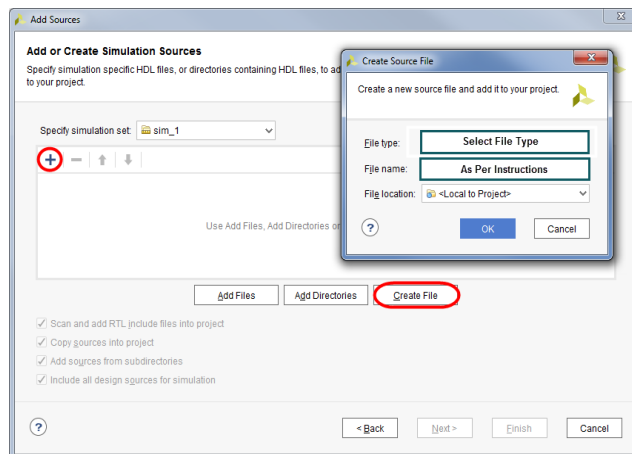 Add Sources
Add or Create Simulation Sources
Specify simulation specific HDL files, or directories containing HDL files, to ad
to your project.
Specify simulation set: sim_1
Use Add Files, Add Directories or
Add Files
Add Directories
Create File
Scan and add RTL include files into project
Copy sources into project
Add sources from subdirectories
Include all design sources for simulation
? < Back Next > Finish Cancel
Create Source File
Create a new source file and add it to your project.
File type: Select File Type
File name: As Per Instructions
File location: <Local to Project>
? OK Cancel